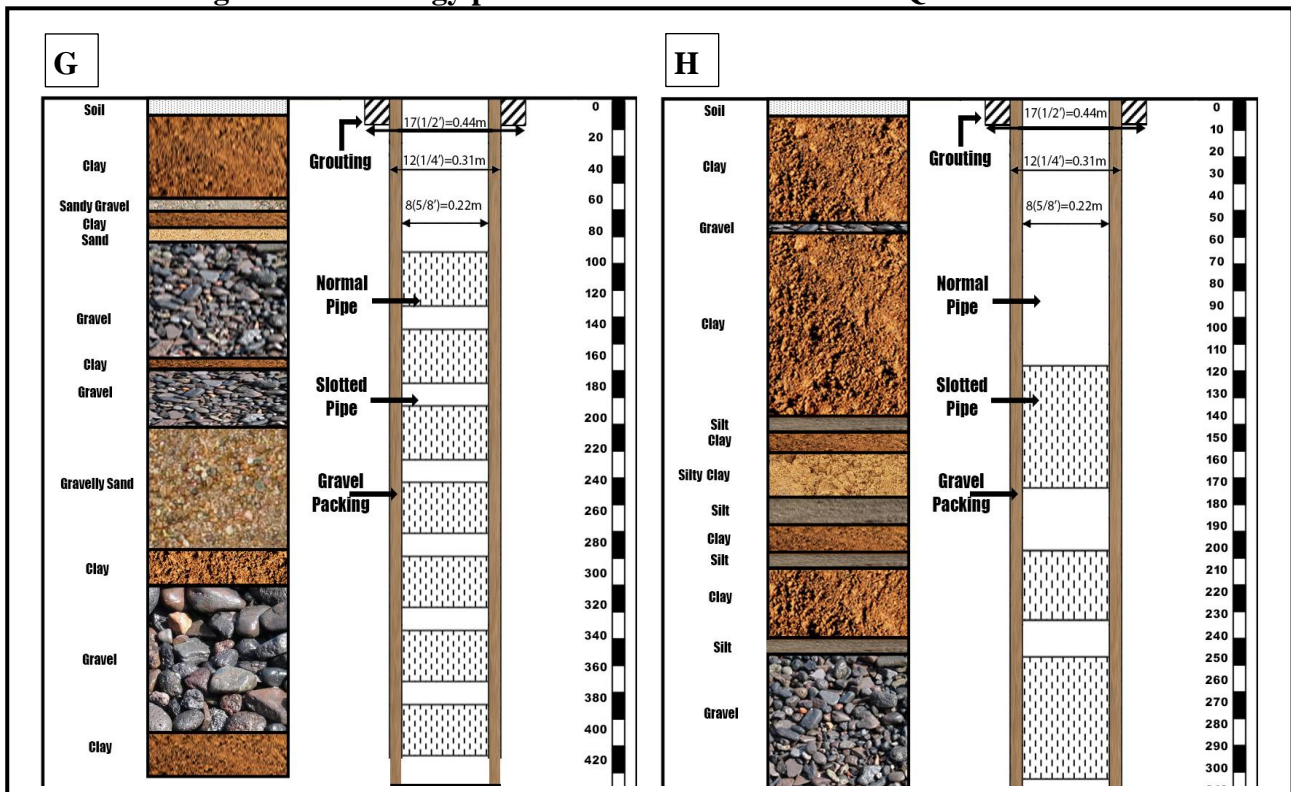 G
Soil
Clay
Sandy Gravel
Clay
Sand
Gravel
Clay
Gravel
Gravelly Sand
Clay
Gravel
Clay
Grouting
17(1/2′)=0.44m
12(1/4′)=0.31m
8(5/8′)=0.22m
Normal
Pipe
Slotted
Pipe
Gravel
Packing
0
20
40
60
80
100
120
140
160
180
200
220
240
260
280
300
320
340
360
380
400
420
H
Soil
Clay
Gravel
Clay
Silt
Clay
Silty Clay
Silt
Clay
Silt
Clay
Silt
Gravel
Grouting
17(1/2′)=0.44m
12(1/4′)=0.31m
8(5/8′)=0.22m
Normal
Pipe
Slotted
Pipe
Gravel
Packing
0
10
20
30
40
50
60
70
80
90
100
110
120
130
140
150
160
170
180
190
200
210
220
230
240
250
260
270
280
290
300